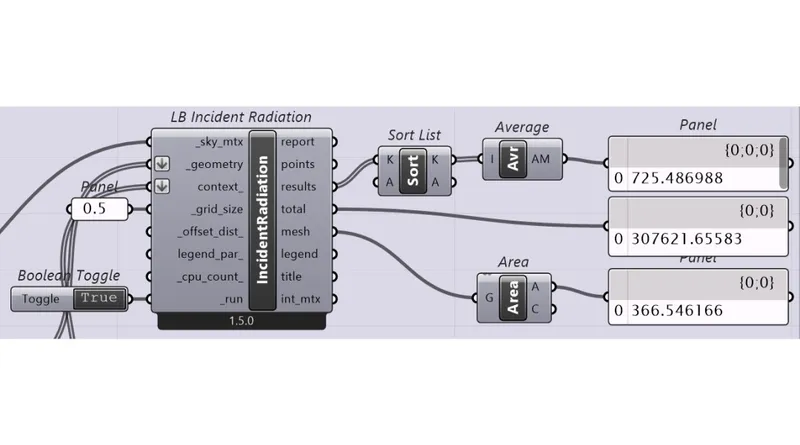 LB Incident Radiation
_sky_mtx
_geometry
context_
_grid_size
_offset_dist_
legend_par_
_cpu_count_
_run
IncidentRadiation
report
points
results
total
mesh
legend
title
int_mtx
1.5.0
Panel
0.5
Boolean Toggle
Toggle True
Sort List
K Sort K
A A
Average
I Avr AM
Panel
{0;0;0}
0 725.486988
{0;0}
0 307621.65583
Area
G Area A
C
Panel
{0;0}
0 366.546166